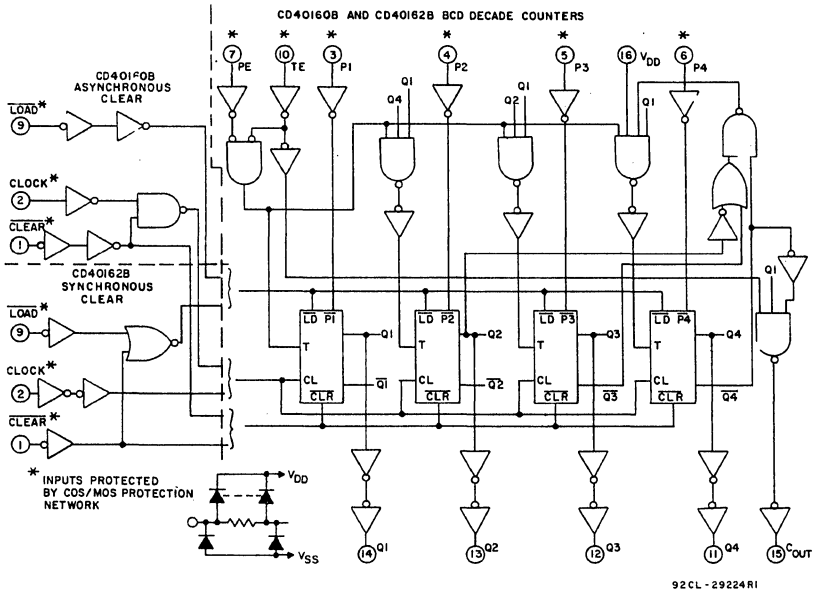 CD40160B AND CD40162B BCD DECADE COUNTERS
* * * * * *
7 10 3 4 5 16 VDD 6
PE TE P1 P2 P3 P4
CD40160B
ASYNCHRONOUS
CLEAR
LOAD*
9
Q4 Q1
Q2 Q1
Q1
CLOCK*
2
CLEAR*
1
CD40162B
SYNCHRONOUS
CLEAR
Q1
LOAD*
9
LD P1 Q1
T
CL Q1
CLR
LD P2 Q2
T
CL Q2
CLR
LD P3 Q3
T
CL Q3
CLR
LD P4 Q4
T
CL Q4
CLR
CLOCK*
2
CLEAR*
1
* INPUTS PROTECTED
BY COS/MOS PROTECTION
NETWORK
VDD
VSS
14 Q1
13 Q2
12 Q3
11 Q4
15 COUT
92CL-29224R1